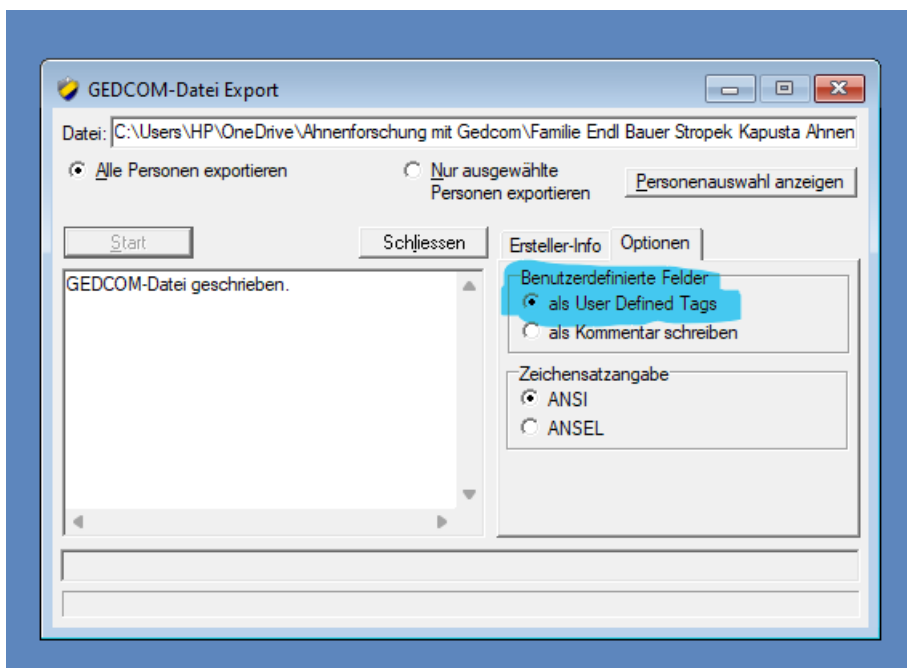 GEDCOM-Datei Export
Datei: C:\Users\HP\OneDrive\Ahnenforschung mit Gedcom\Familie Endl Bauer Stropek Kapusta Ahnen
Alle Personen exportieren
Nur ausgewählte
Personen exportieren
Personenauswahl anzeigen
Start
Schliessen
Ersteller-Info
Optionen
GEDCOM-Datei geschrieben.
Benutzerdefinierte Felder
als User Defined Tags
als Kommentar schreiben
Zeichensatzangabe
ANSI
ANSEL